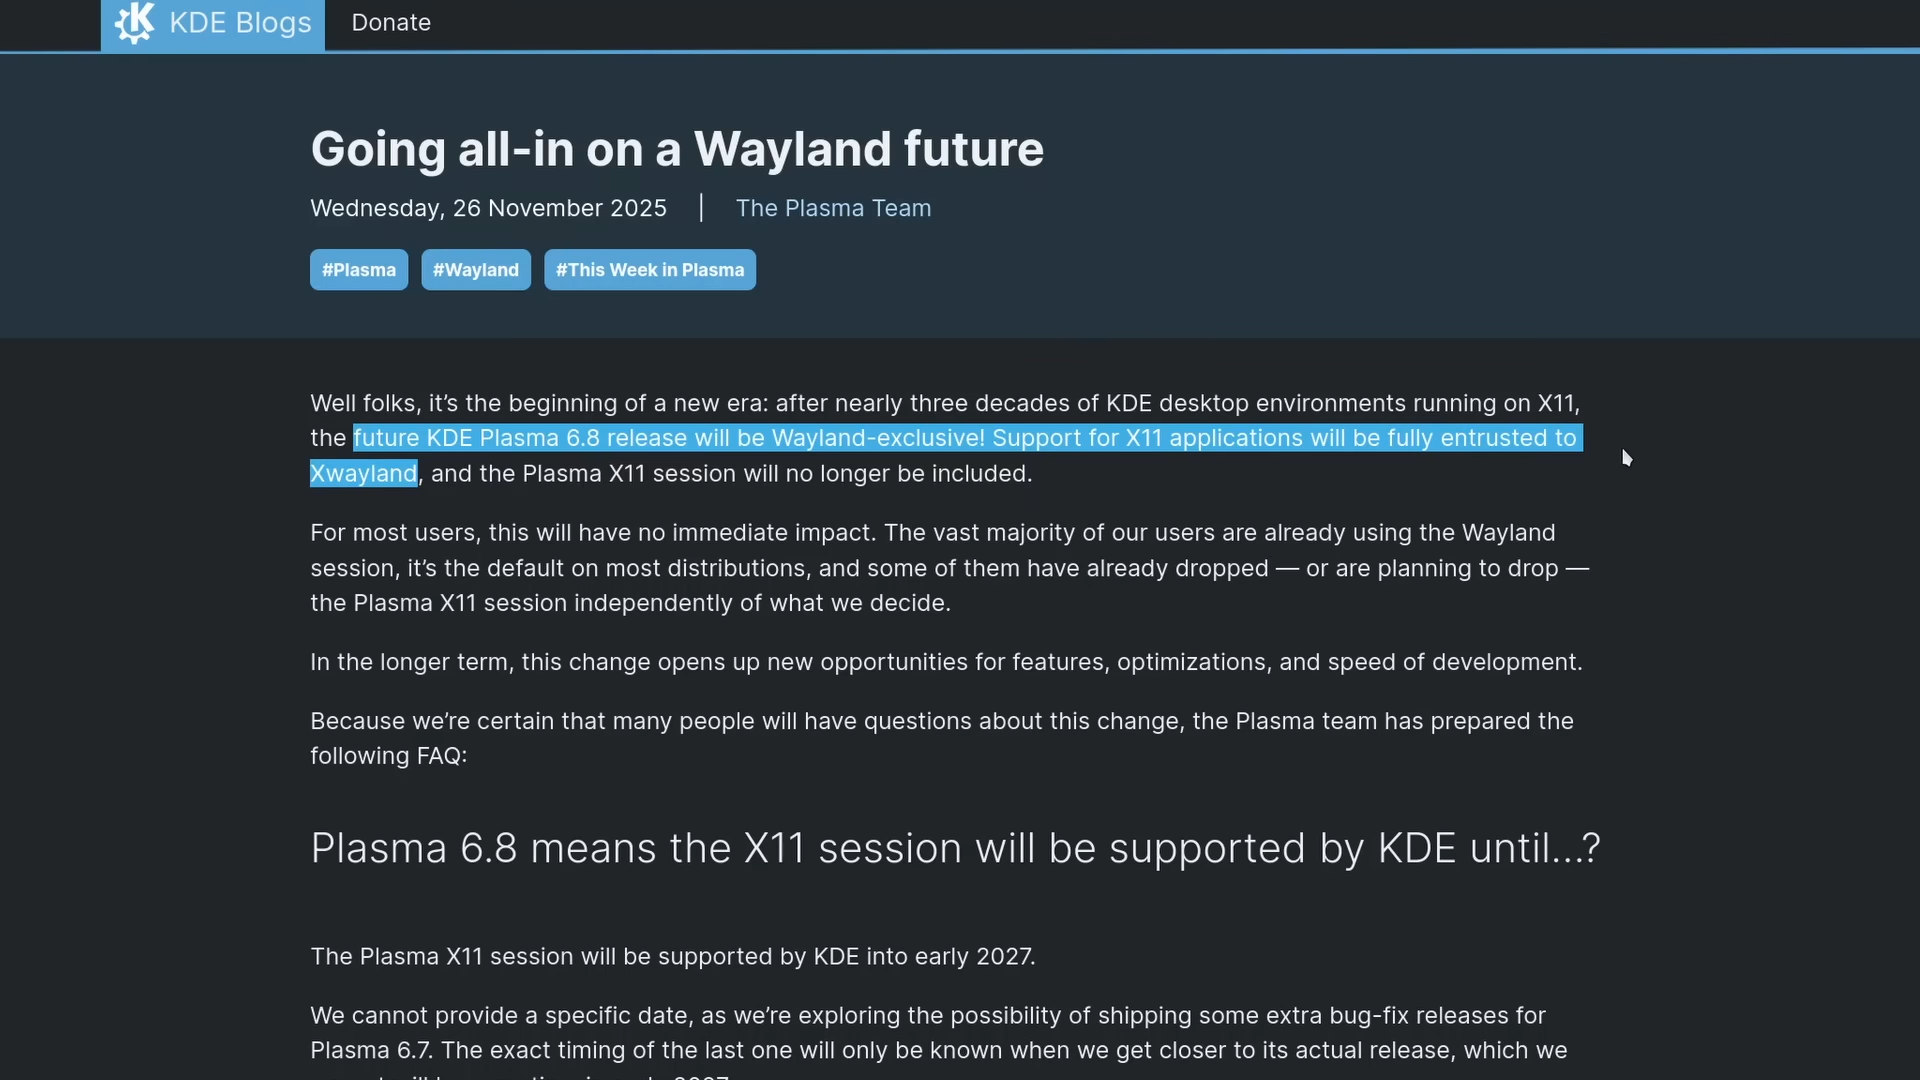 KDE Blogs
Donate
Going all-in on a Wayland future
Wednesday, 26 November 2025 | The Plasma Team
#Plasma #Wayland #This Week in Plasma
Well folks, it’s the beginning of a new era: after nearly three decades of KDE desktop environments running on X11,
the future KDE Plasma 6.8 release will be Wayland-exclusive! Support for X11 applications will be fully entrusted to
Xwayland, and the Plasma X11 session will no longer be included.
For most users, this will have no immediate impact. The vast majority of our users are already using the Wayland
session, it’s the default on most distributions, and some of them have already dropped — or are planning to drop —
the Plasma X11 session independently of what we decide.
In the longer term, this change opens up new opportunities for features, optimizations, and speed of development.
Because we’re certain that many people will have questions about this change, the Plasma team has prepared the
following FAQ:
Plasma 6.8 means the X11 session will be supported by KDE until…?
The Plasma X11 session will be supported by KDE into early 2027.
We cannot provide a specific date, as we’re exploring the possibility of shipping some extra bug-fix releases for
Plasma 6.7. The exact timing of the last one will only be known when we get closer to its actual release, which we